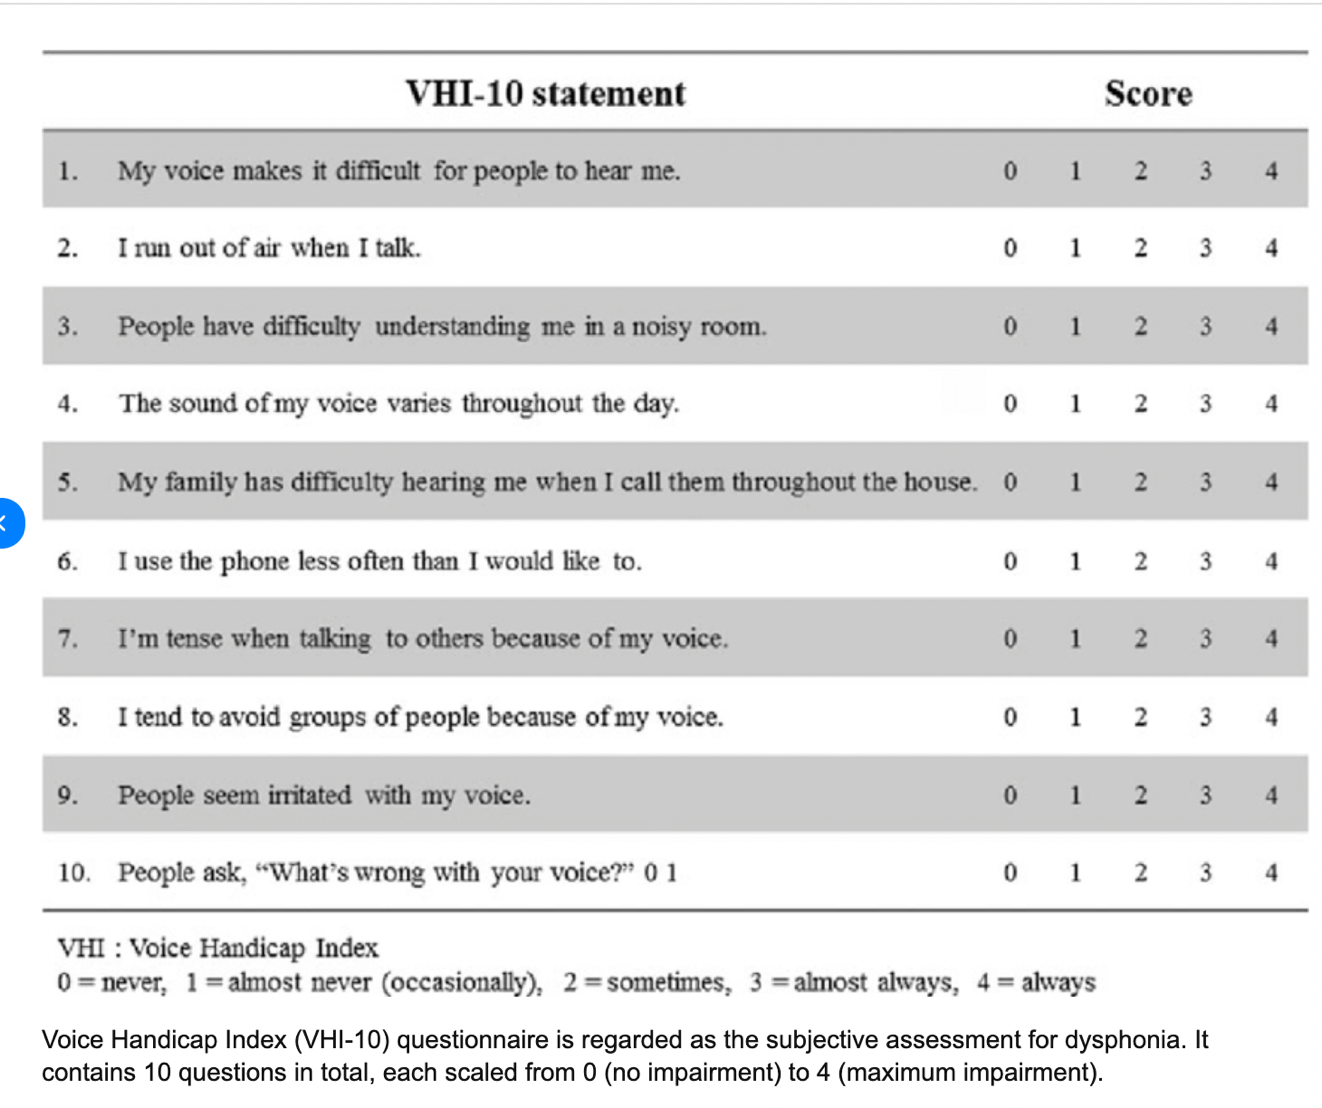 VHI-10 statement Score
1. My voice makes it difficult for people to hear me. 0 1 2 3 4
2. I run out of air when I talk. 0 1 2 3 4
3. People have difficulty understanding me in a noisy room. 0 1 2 3 4
4. The sound of my voice varies throughout the day. 0 1 2 3 4
5. My family has difficulty hearing me when I call them throughout the house. 0 1 2 3 4
6. I use the phone less often than I would like to. 0 1 2 3 4
7. I’m tense when talking to others because of my voice. 0 1 2 3 4
8. I tend to avoid groups of people because of my voice. 0 1 2 3 4
9. People seem irritated with my voice. 0 1 2 3 4
10. People ask, “What’s wrong with your voice?” 0 1 0 1 2 3 4
VHI : Voice Handicap Index
0 = never, 1 = almost never (occasionally), 2 = sometimes, 3 = almost always, 4 = always
Voice Handicap Index (VHI-10) questionnaire is regarded as the subjective assessment for dysphonia. It
contains 10 questions in total, each scaled from 0 (no impairment) to 4 (maximum impairment).